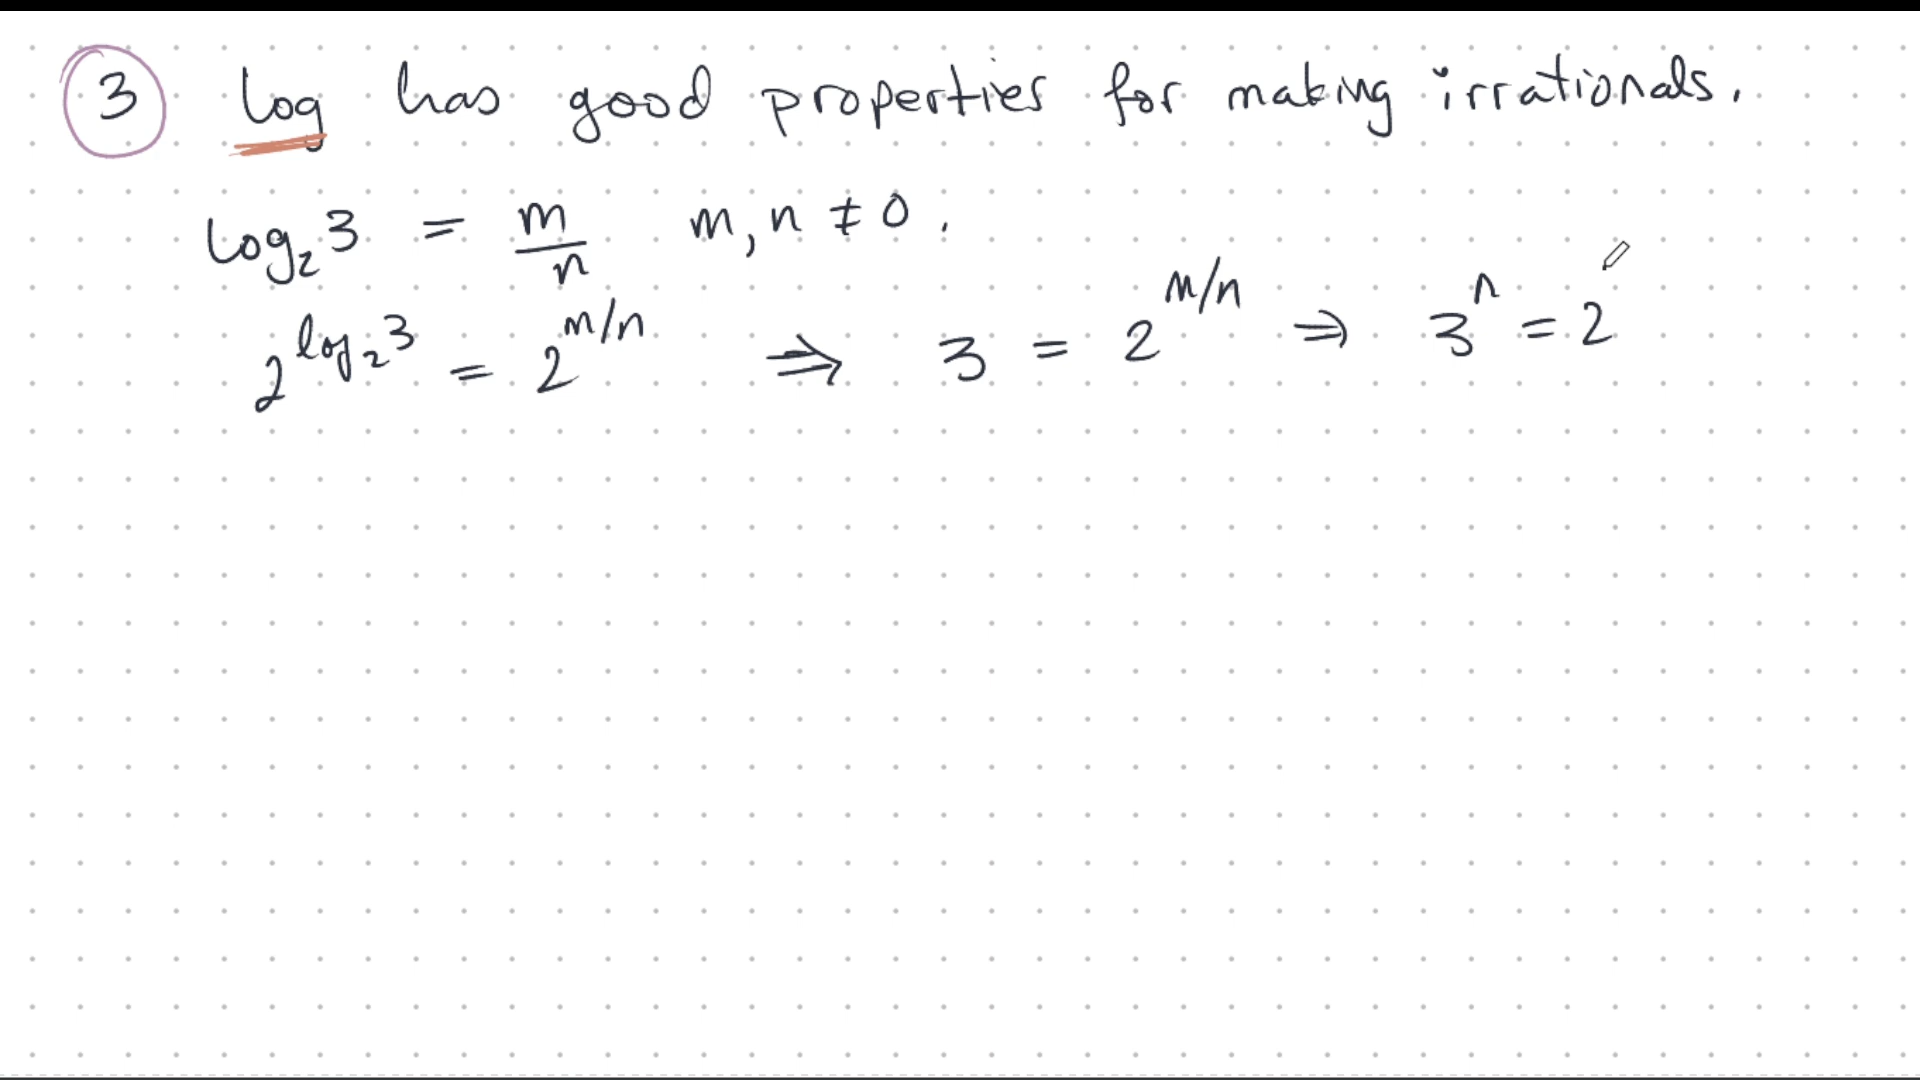 3 log has good properties for making irrationals.
log₂3 = m/n m, n ≠ 0.
2^(log₂3) = 2^(m/n) ⇒ 3 = 2^(m/n) ⇒ 3^n = 2